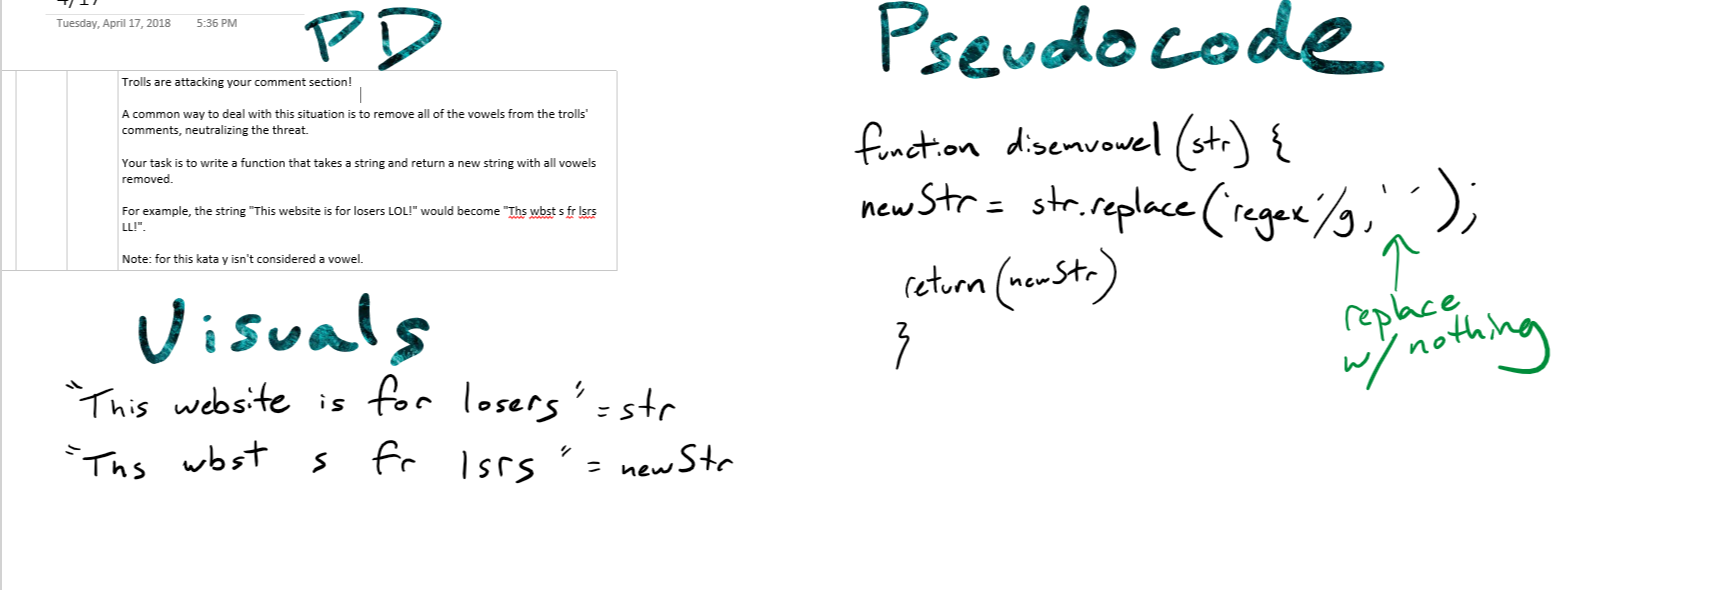 4/17
Tuesday, April 17, 2018 5:36 PM
PD
Trolls are attacking your comment section!
A common way to deal with this situation is to remove all of the vowels from the trolls'
comments, neutralizing the threat.
Your task is to write a function that takes a string and return a new string with all vowels
removed.
For example, the string "This website is for losers LOL!" would become "Ths wbst s fr lsrs
LL!".
Note: for this kata y isn't considered a vowel.
Visuals
"This website is for losers" = str
"Ths wbst s fr lsrs" = newStr
Pseudocode
function disemvowel (str) {
newStr = str.replace('regex'/g, ' ');
return (newStr)
}
replace
w/ nothing